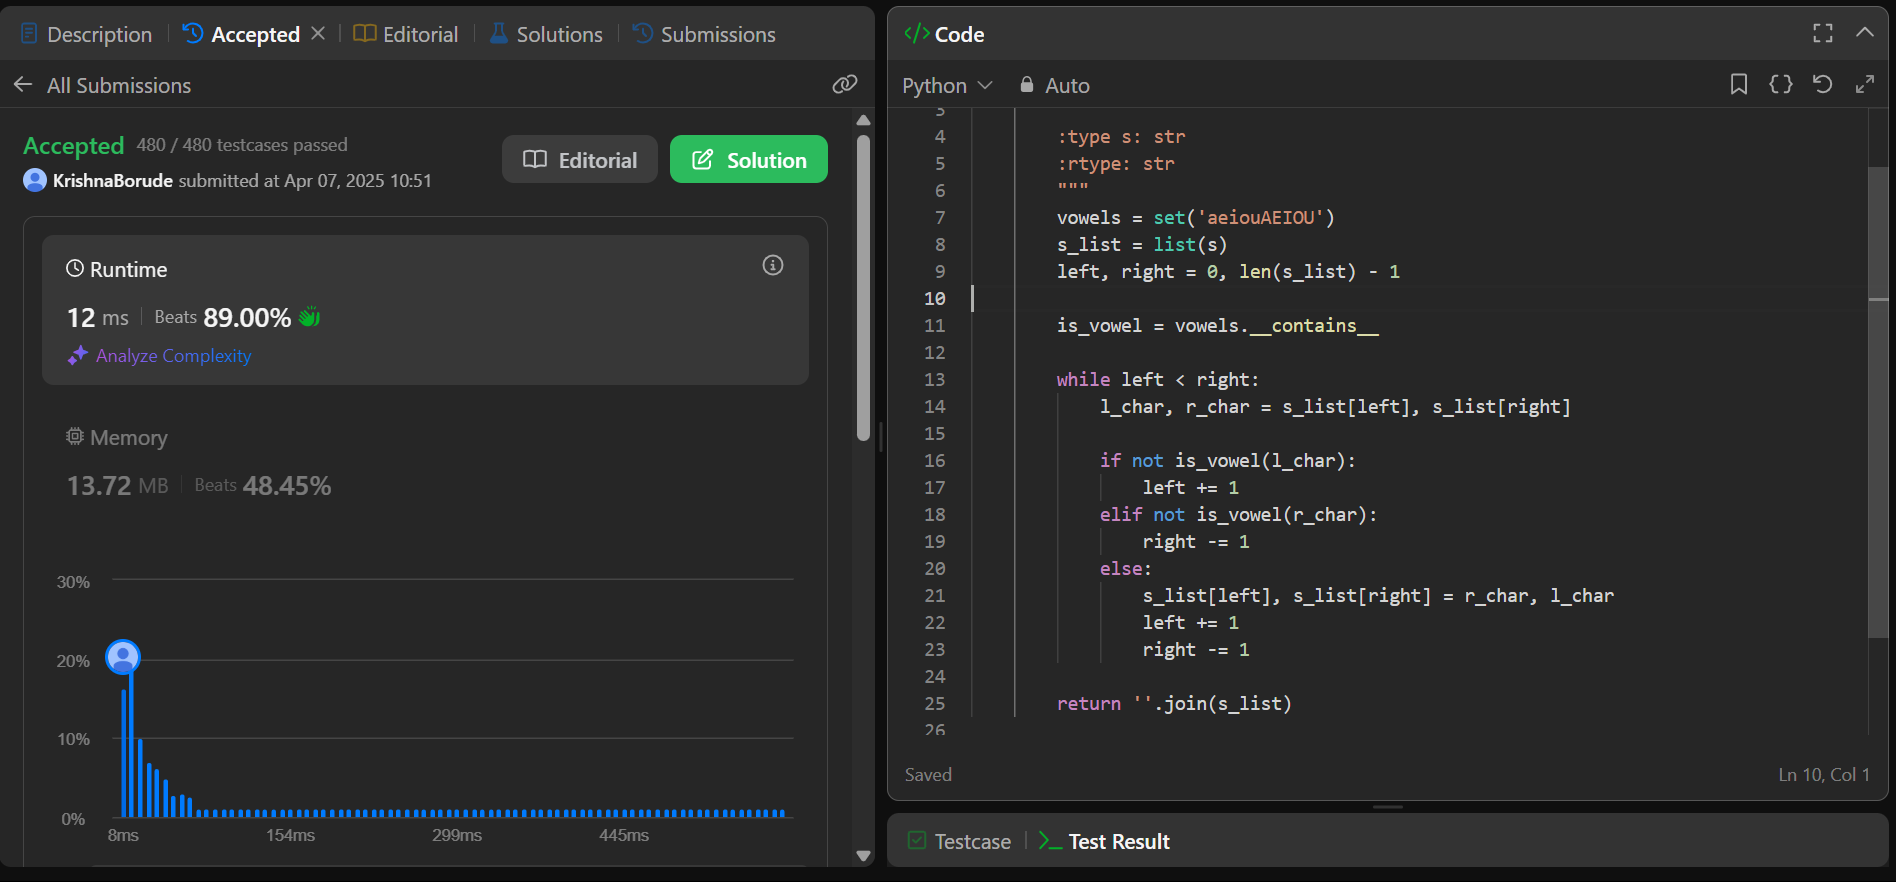 Description
Accepted
Editorial
Solutions
Submissions
All Submissions
Accepted 480 / 480 testcases passed
KrishnaBorude submitted at Apr 07, 2025 10:51
Editorial
Solution
Runtime
12 ms Beats 89.00%
Analyze Complexity
Memory
13.72 MB Beats 48.45%
30%
20%
10%
0%
8ms 154ms 299ms 445ms
</> Code
Python Auto
3
4 :type s: str
5 :rtype: str
6 """
7 vowels = set('aeiouAEIOU')
8 s_list = list(s)
9 left, right = 0, len(s_list) - 1
10
11 is_vowel = vowels.__contains__
12
13 while left < right:
14 l_char, r_char = s_list[left], s_list[right]
15
16 if not is_vowel(l_char):
17 left += 1
18 elif not is_vowel(r_char):
19 right -= 1
20 else:
21 s_list[left], s_list[right] = r_char, l_char
22 left += 1
23 right -= 1
24
25 return ''.join(s_list)
26
Saved
Ln 10, Col 1
Testcase
Test Result